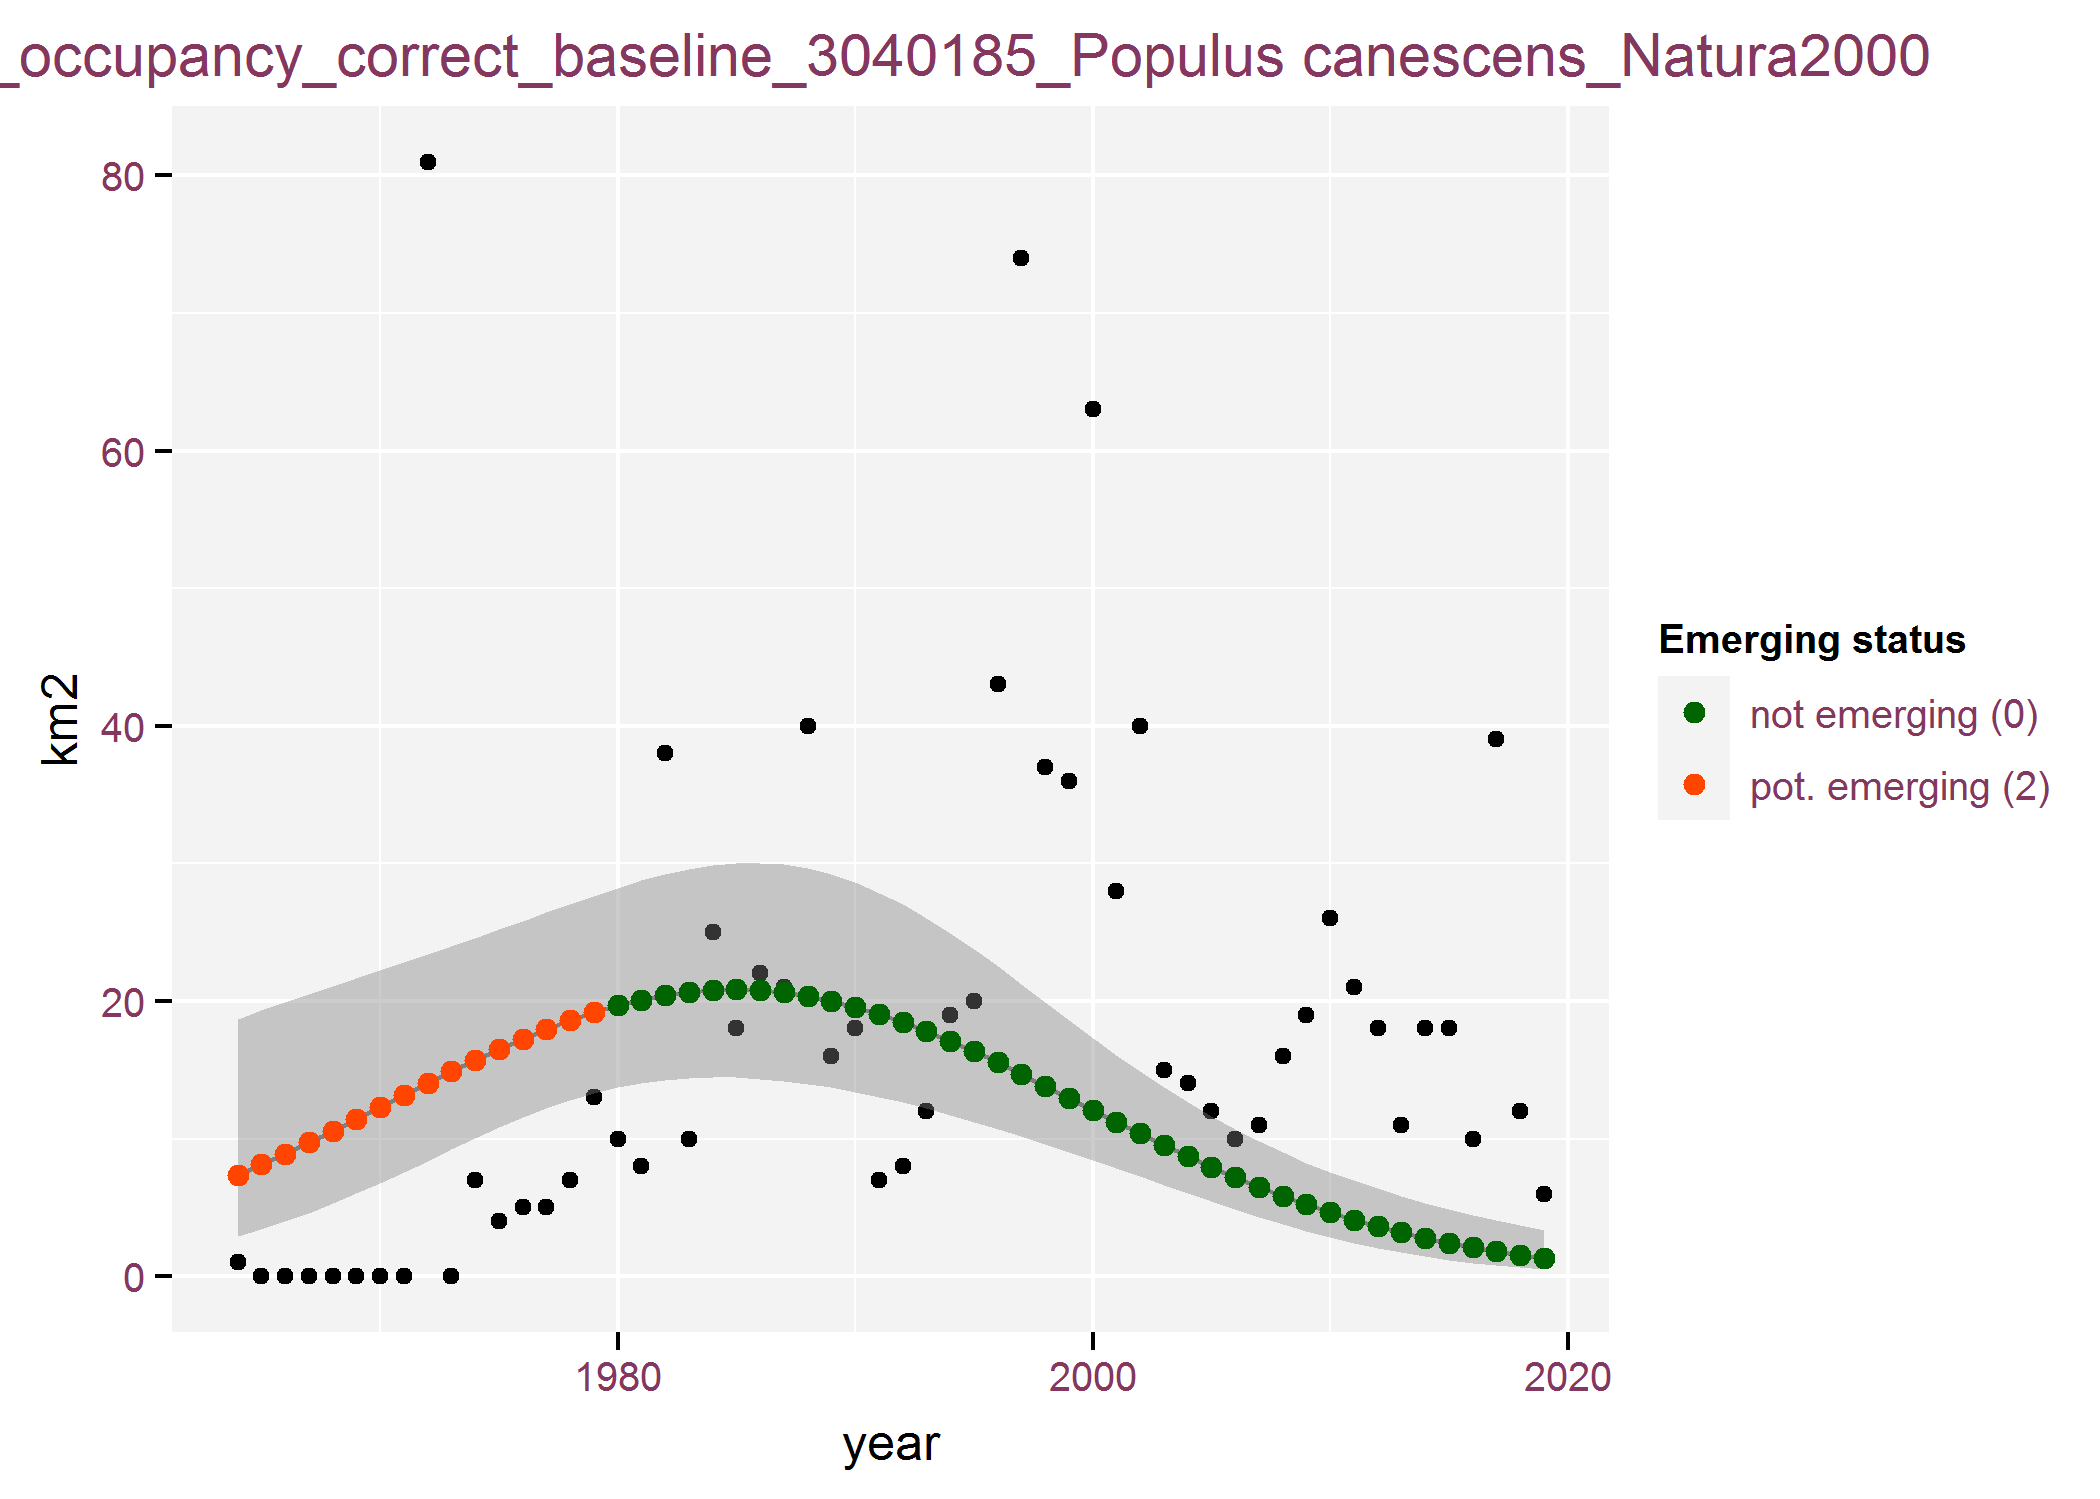 _occupancy_correct_baseline_3040185_Populus canescens_Natura2000
80
60
40
20
0
km2
1980
2000
2020
year
Emerging status
not emerging (0)
pot. emerging (2)